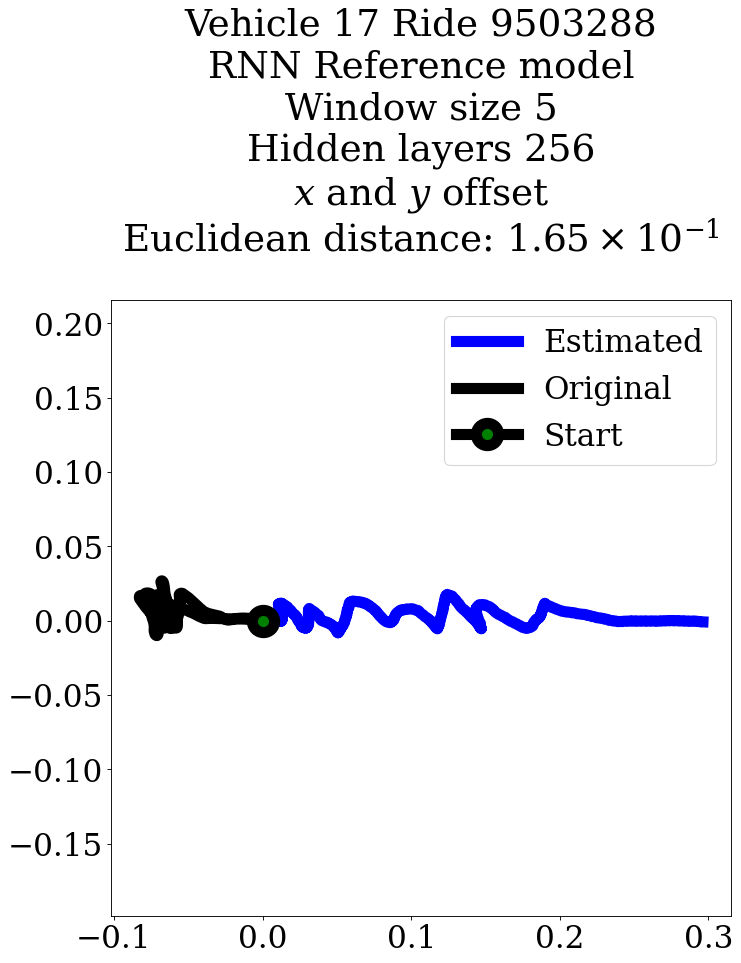 Vehicle 17 Ride 9503288
RNN Reference model
Window size 5
Hidden layers 256
x and y offset
Euclidean distance: 1.65 × 10⁻¹
Estimated
Original
Start
0.20
0.15
0.10
0.05
0.00
−0.05
−0.10
−0.15
−0.1 0.0 0.1 0.2 0.3